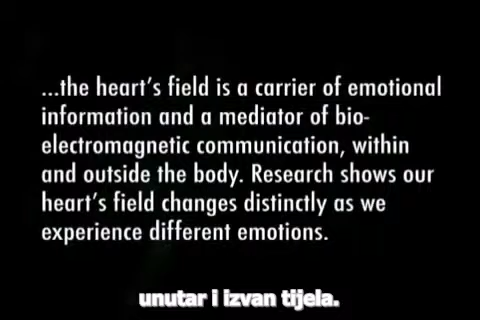 ...the heart's field is a carrier of emotional
information and a mediator of bio-
electromagnetic communication, within
and outside the body. Research shows our
heart's field changes distinctly as we
experience different emotions.
unutar i izvan tijela.